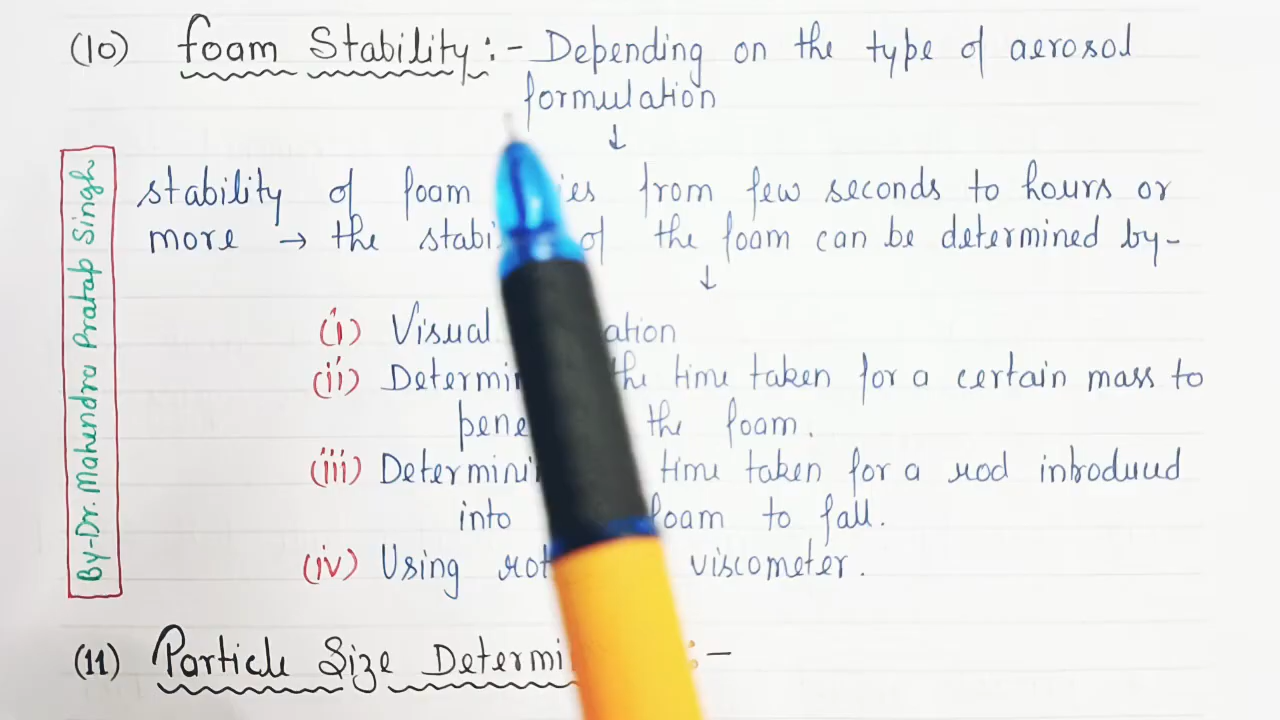 (10) foam Stability :- Depending on the type of aerosol
formulation
↓
stability of foam from few seconds to hours or
more → the of the foam can be determined by-
↓
(i) Visual
(ii) the time taken for a certain mass to
the foam.
(iii) time taken for a rod introduced
into foam to fall.
(iv) Using viscometer.
(11) Particle Size :-
By-Dr. Mahendra Pratap Singh